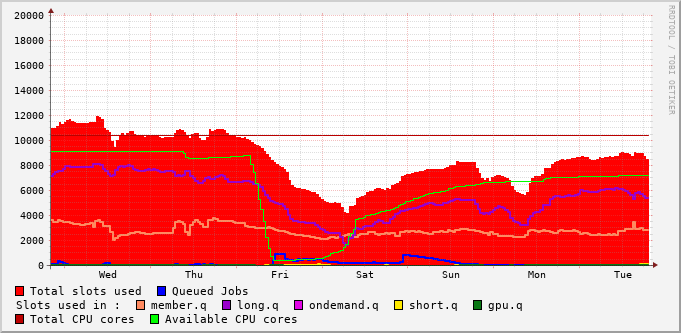 RRDTOOL / TOBI OETIKER
20000
18000
16000
14000
12000
10000
8000
6000
4000
2000
0
Wed Thu Fri Sat Sun Mon Tue
Total slots used Queued Jobs
Slots used in : member.q long.q ondemand.q short.q gpu.q
Total CPU cores Available CPU cores